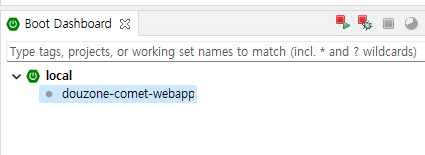 Boot Dashboard
Type tags, projects, or working set names to match (incl. * and ? wildcards)
local
douzone-comet-webapp